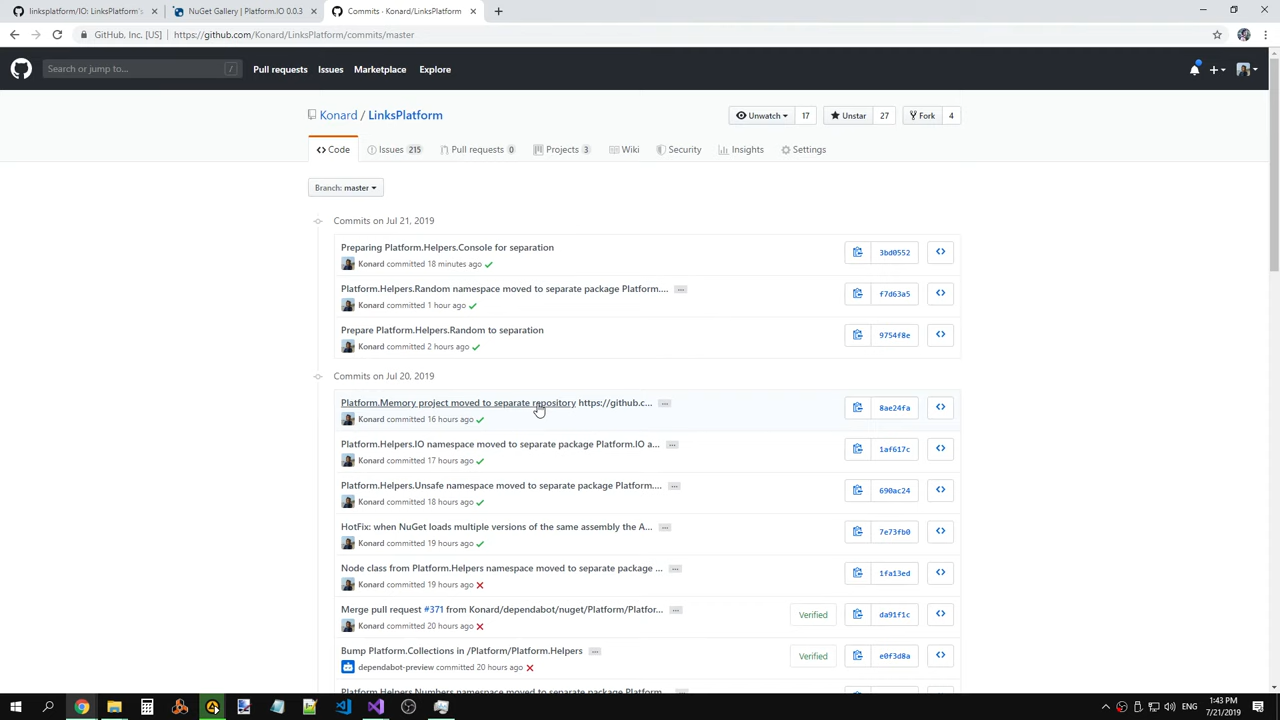 linksplatform/IO: LinksPlatform's
NuGet Gallery | Platform.IO 0.0.3
Commits · Konard/LinksPlatform
GitHub, Inc. [US] | https://github.com/Konard/LinksPlatform/commits/master
Search or jump to... /
Pull requests Issues Marketplace Explore
Konard / LinksPlatform
Unwatch 17 Unstar 27 Fork 4
Code Issues 215 Pull requests 0 Projects 3 Wiki Security Insights Settings
Branch: master
Commits on Jul 21, 2019
Preparing Platform.Helpers.Console for separation
Konard committed 18 minutes ago
3bd0552
Platform.Helpers.Random namespace moved to separate package Platform.... …
Konard committed 1 hour ago
f7d63a5
Prepare Platform.Helpers.Random to separation
Konard committed 2 hours ago
9754f8e
Commits on Jul 20, 2019
Platform.Memory project moved to separate repository https://github.c... …
Konard committed 16 hours ago
8ae24fa
Platform.Helpers.IO namespace moved to separate package Platform.IO a... …
Konard committed 17 hours ago
1af617c
Platform.Helpers.Unsafe namespace moved to separate package Platform.... …
Konard committed 18 hours ago
690ac24
HotFix: when NuGet loads multiple versions of the same assembly the A... …
Konard committed 19 hours ago
7e73fb0
Node class from Platform.Helpers namespace moved to separate package ... …
Konard committed 19 hours ago
1fa13ed
Merge pull request #371 from Konard/dependabot/nuget/Platform/Platfor... …
Konard committed 20 hours ago
Verified da91f1c
Bump Platform.Collections in /Platform/Platform.Helpers …
dependabot-preview committed 20 hours ago
Verified e0f3d8a
Platform.Helpers.Numbers namespace moved to separate package Platform....
ENG
1:43 PM
7/21/2019